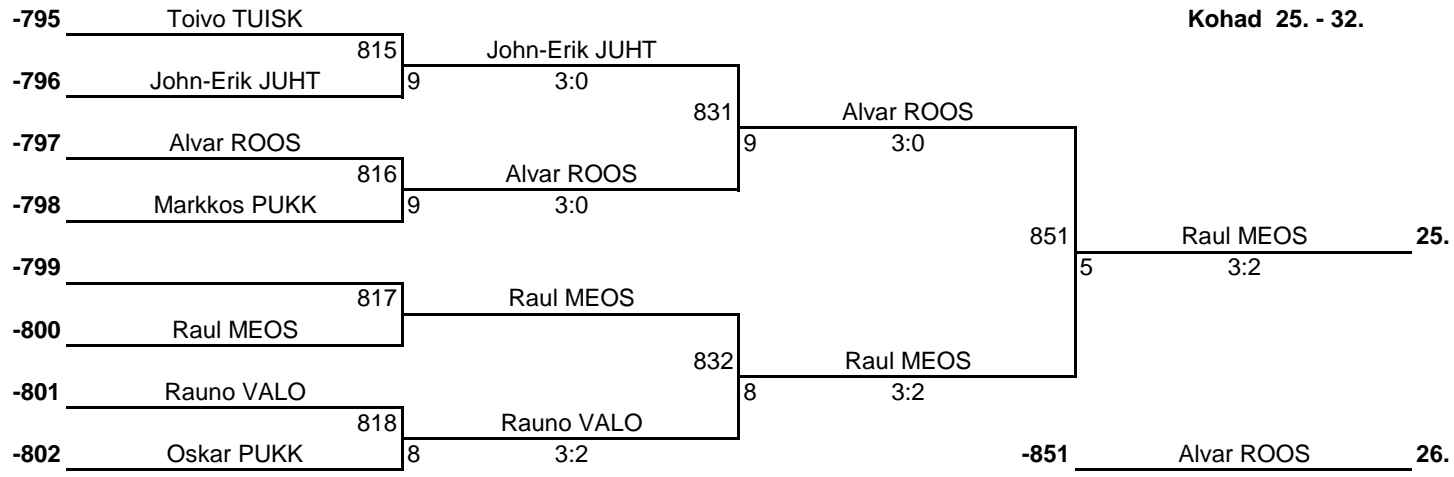 -795 Toivo TUISK Kohad 25. - 32.
815 John-Erik JUHT
-796 John-Erik JUHT 9 3:0
831 Alvar ROOS
-797 Alvar ROOS 9 3:0
816 Alvar ROOS
-798 Markkos PUKK 9 3:0
851 Raul MEOS 25.
-799 5 3:2
817 Raul MEOS
-800 Raul MEOS
832 Raul MEOS
-801 Rauno VALO 8 3:2
818 Rauno VALO
-802 Oskar PUKK 8 3:2 -851 Alvar ROOS 26.